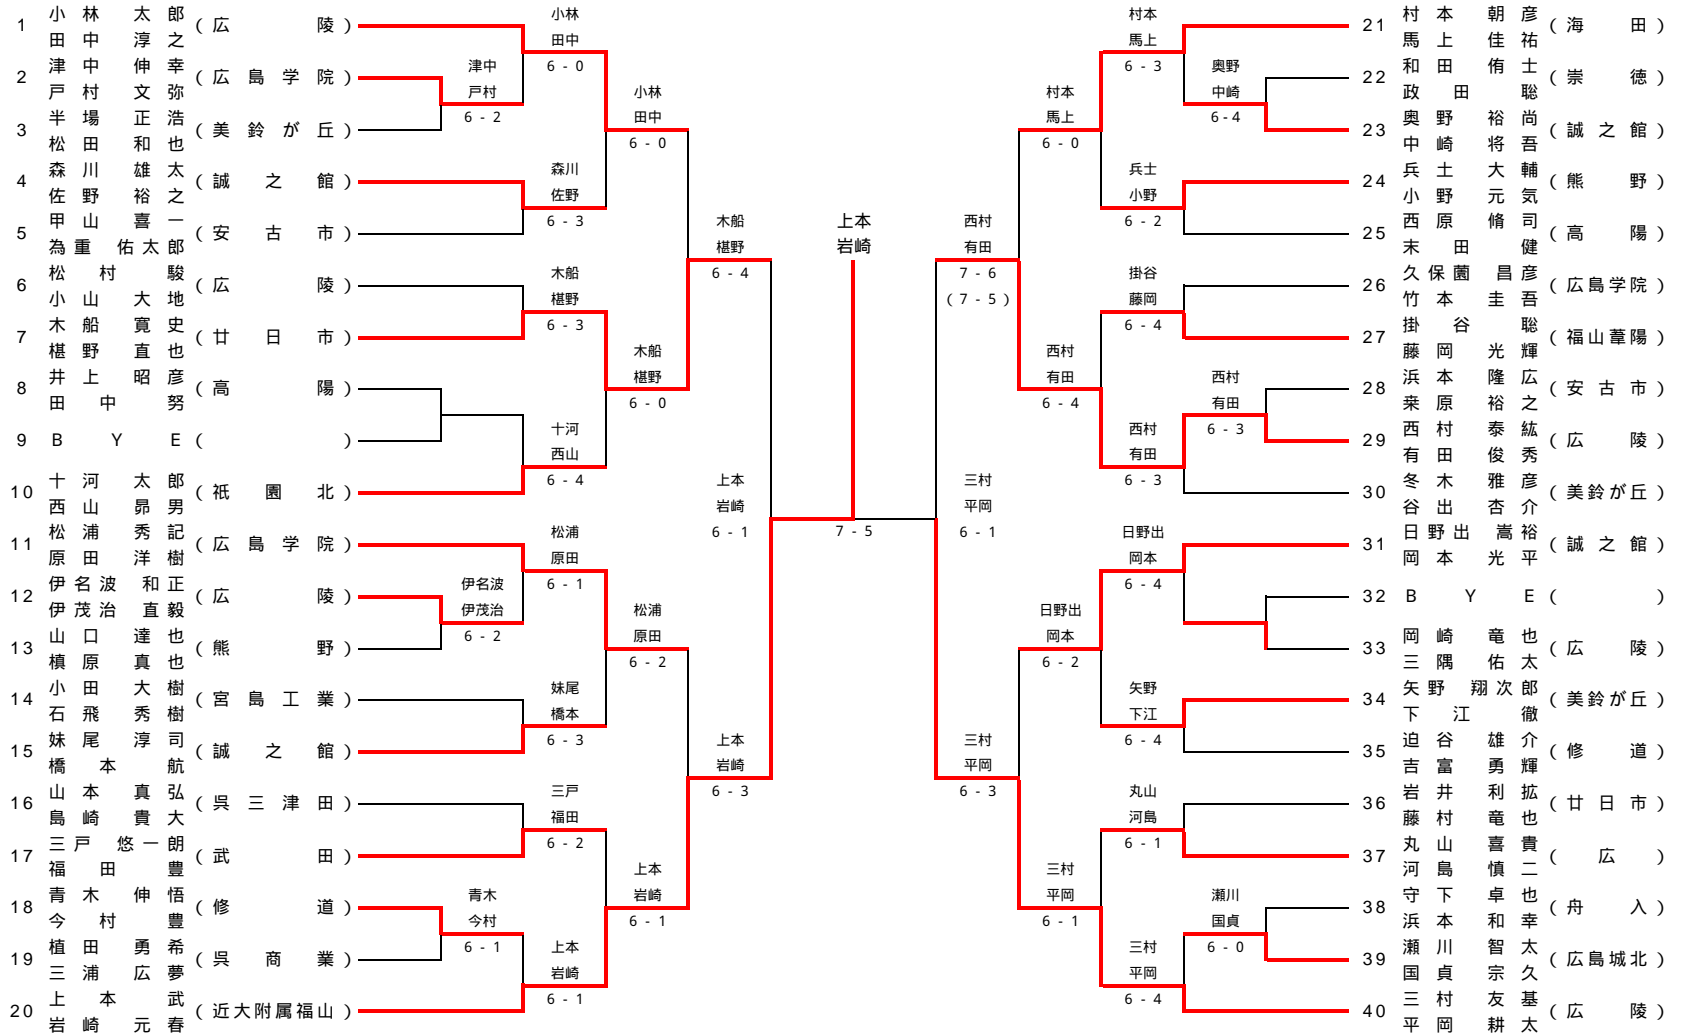 1 小林 太郎 田中 淳之 (広陵)
2 津中 伸幸 戸村 文弥 (広島学院)
3 半場 正浩 松田 和也 (美鈴が丘)
4 森川 雄太 佐野 裕之 (誠之館)
5 甲山 喜一 為重 佑太郎 (安古市)
6 松村 駿 小山 大地 (広陵)
7 木船 寛史 椹野 直也 (廿日市)
8 井上 昭彦 田中 努 (高陽)
9 BYE ( )
10 十河 太郎 西山 昴男 (祇園北)
11 松浦 秀記 原田 洋樹 (広島学院)
12 伊名波 和正 伊茂治 直毅 (広陵)
13 山口 達也 槙原 真也 (熊野)
14 小田 大樹 石飛 秀樹 (宮島工業)
15 妹尾 淳司 橋本 航 (誠之館)
16 山本 真弘 島崎 貴大 (呉三津田)
17 三戸 悠一朗 福田 豊 (武田)
18 青木 伸悟 今村 豊 (修道)
19 植田 勇希 三浦 広夢 (呉商業)
20 上本 武 岩崎 元春 (近大附属福山)
津中 戸村 6-2
伊名波 伊茂治 6-2
青木 今村 6-1
小林 田中 6-0
森川 佐野 6-3
木船 椹野 6-3
十河 西山 6-4
松浦 原田 6-1
妹尾 橋本 6-3
三戸 福田 6-2
上本 岩崎 6-1
小林 田中 6-0
木船 椹野 6-0
松浦 原田 6-2
上本 岩崎 6-1
木船 椹野 6-4
上本 岩崎 6-3
上本 岩崎 6-1
上本 岩崎
7-5
三村 平岡 6-1
西村 有田 7-6 (7-5)
三村 平岡 6-3
村本 馬上 6-0
西村 有田 6-4
日野出 岡本 6-2
三村 平岡 6-1
村本 馬上 6-3
兵士 小野 6-2
掛谷 藤岡 6-4
西村 有田 6-3
日野出 岡本 6-4
矢野 下江 6-4
丸山 河島 6-1
三村 平岡 6-4
奥野 中崎 6-4
西村 有田 6-3
瀬川 国貞 6-0
21 村本 朝彦 馬上 佳祐 (海田)
22 和田 侑士 政田 聡 (崇徳)
23 奥野 裕尚 中崎 将吾 (誠之館)
24 兵土 大輔 小野 元気 (熊野)
25 西原 脩司 末田 健 (高陽)
26 久保薗 昌彦 竹本 圭吾 (広島学院)
27 掛谷 聡 藤岡 光輝 (福山葦陽)
28 浜本 隆広 桒原 裕之 (安古市)
29 西村 泰紘 有田 俊秀 (広陵)
30 冬木 雅彦 谷出 杏介 (美鈴が丘)
31 日野出 嵩裕 岡本 光平 (誠之館)
32 BYE ( )
33 岡崎 竜也 三隅 佑太 (広陵)
34 矢野 翔次郎 下江 徹 (美鈴が丘)
35 迫谷 雄介 吉富 勇輝 (修道)
36 岩井 利拡 藤村 竜也 (廿日市)
37 丸山 喜貴 河島 慎二 (広)
38 守下 卓也 浜本 和幸 (舟入)
39 瀬川 智太 国貞 宗久 (広島城北)
40 三村 友基 平岡 耕太 (広陵)